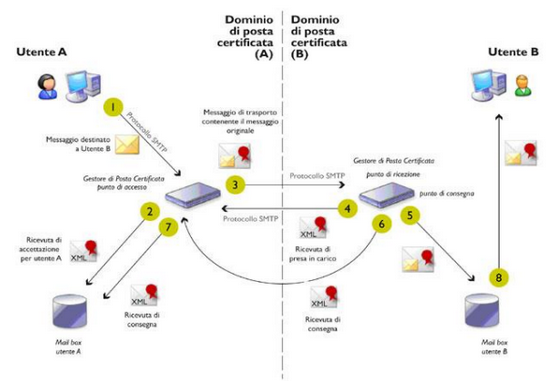 Dominio
di posta
certificata
(A)
Dominio
di posta
certificata
(B)
Utente A
Utente B
1
Protocollo SMTP
Messaggio destinato
a Utente B
Messaggio di trasporto
contenente il messaggio
originale
Gestore di Posta Certificata
punto di accesso
3
Protocollo SMTP
Gestore di Posta Certificata
punto di ricezione
punto di consegna
2
7
Protocollo SMTP
4
6
5
Ricevuta di
accettazione
per utente A
XML
XML
Ricevuta di
presa in carico
XML
Ricevuta di
consegna
XML
Ricevuta di
consegna
8
Mail box
utente A
Mail box
utente B